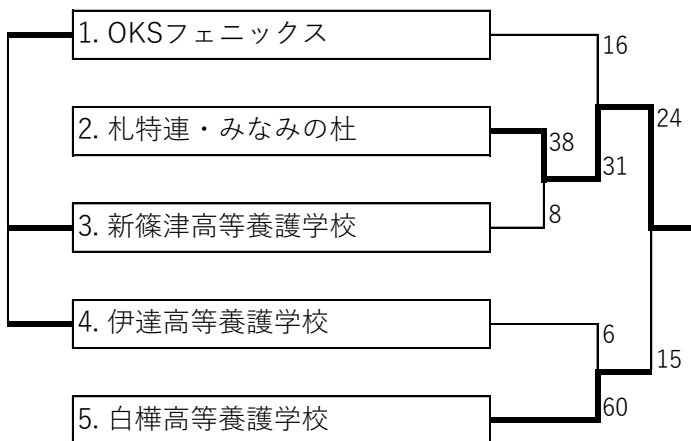 1. OKSフェニックス
16
2. 札特連・みなみの杜
38
24
31
3. 新篠津高等養護学校
8
4. 伊達高等養護学校
6
15
5. 白樺高等養護学校
60